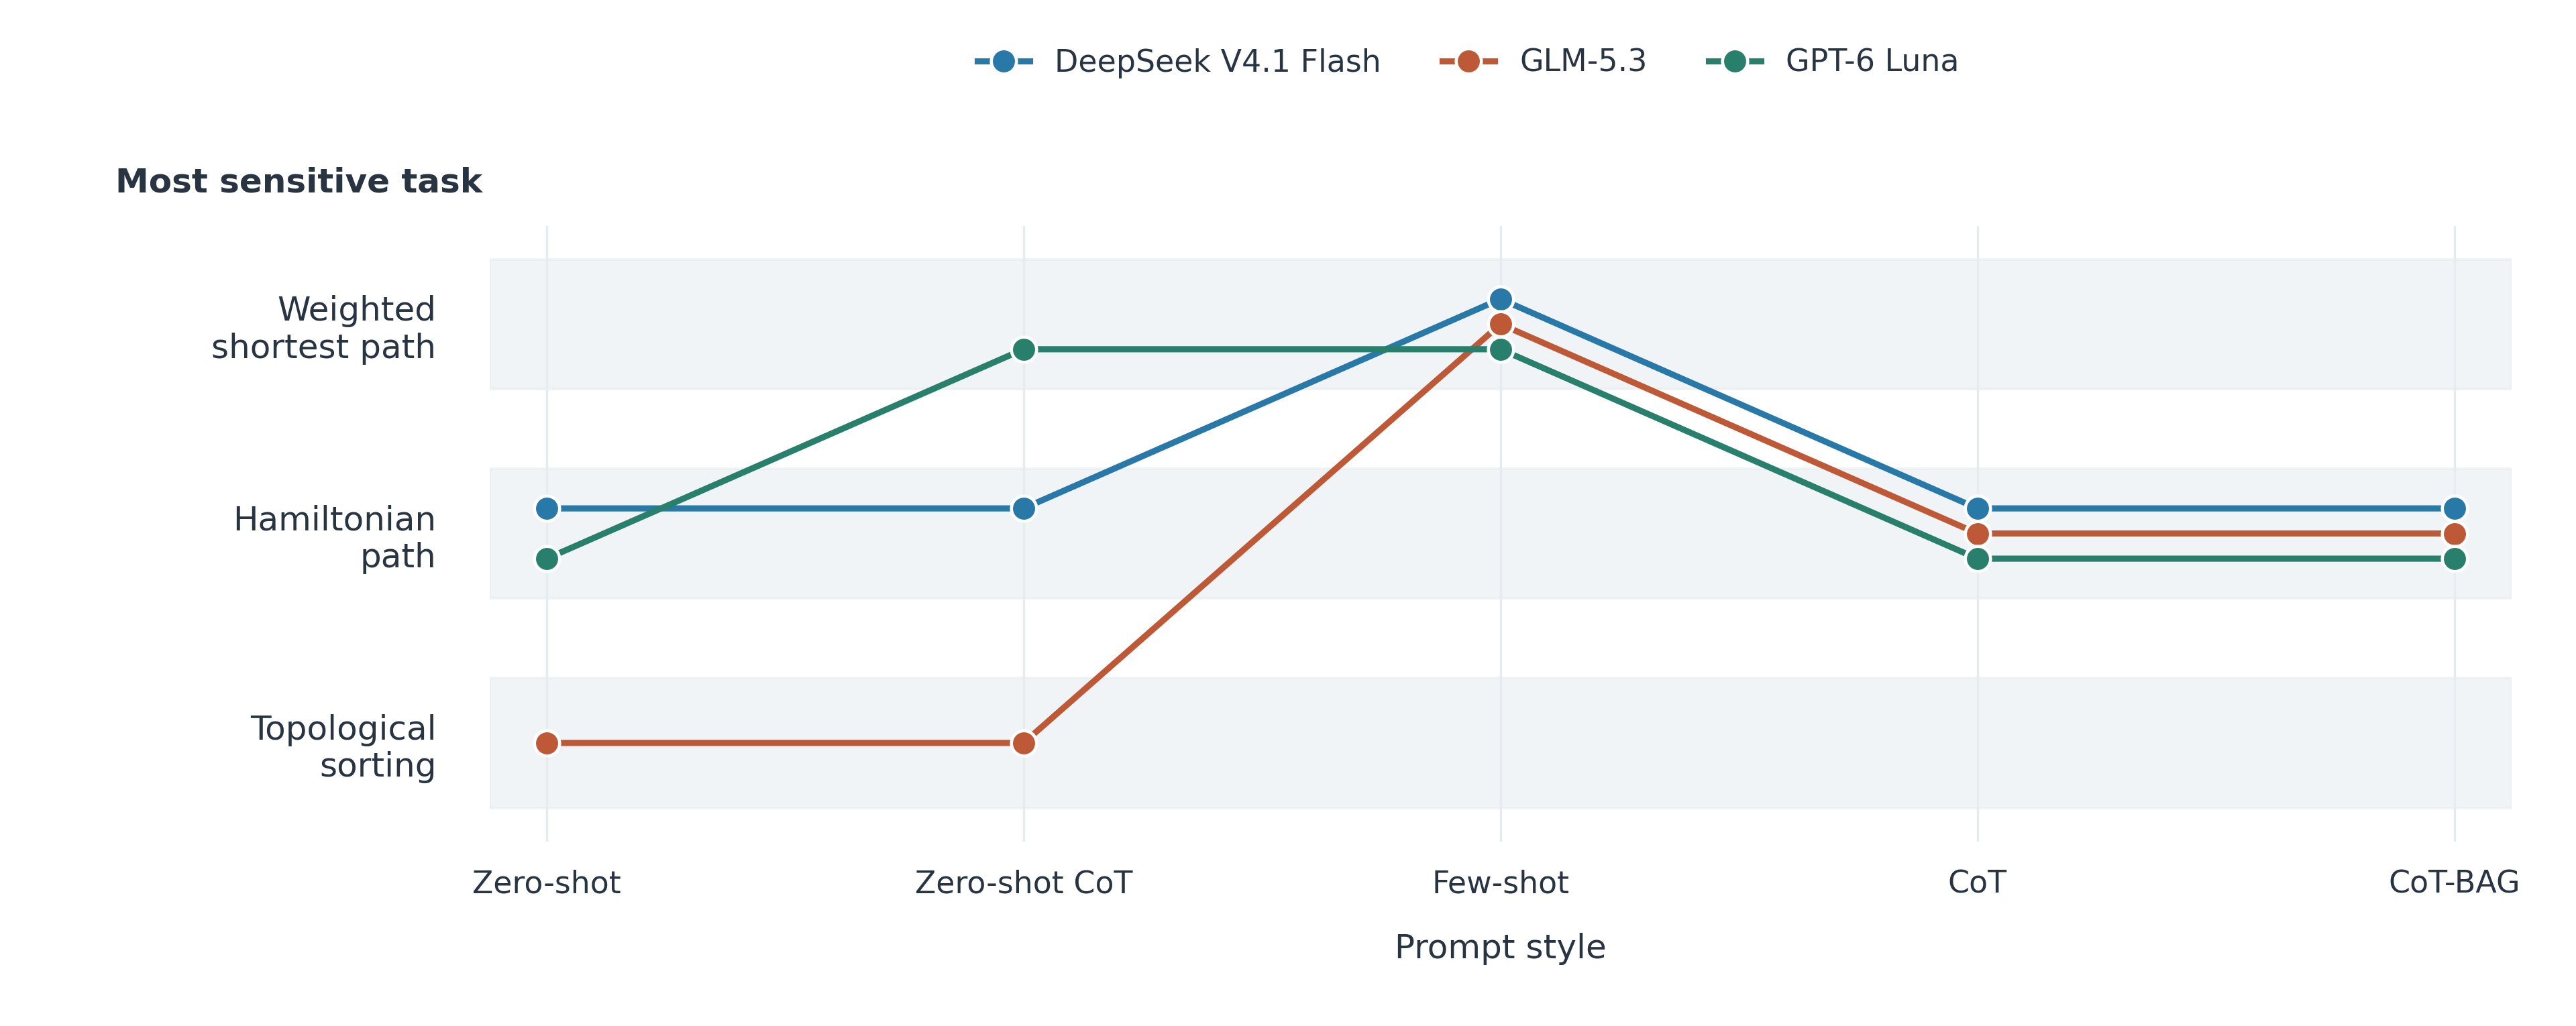 DeepSeek V4.1 Flash
GLM-5.3
GPT-6 Luna
Most sensitive task
Weighted
shortest path
Hamiltonian
path
Topological
sorting
Zero-shot
Zero-shot CoT
Few-shot
CoT
CoT-BAG
Prompt style